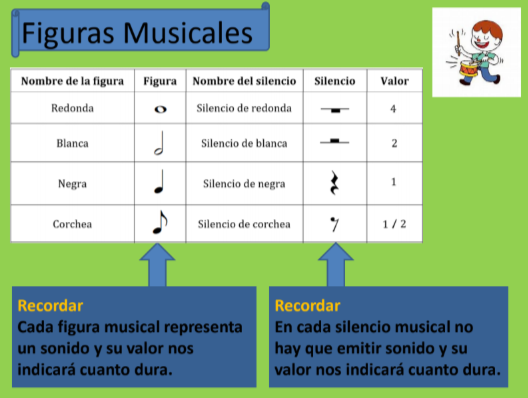 Figuras Musicales
Nombre de la figura Figura Nombre del silencio Silencio Valor
Redonda Silencio de redonda 4
Blanca Silencio de blanca 2
Negra Silencio de negra 1
Corchea Silencio de corchea 1 / 2
Recordar
Cada figura musical representa
un sonido y su valor nos
indicará cuanto dura.
Recordar
En cada silencio musical no
hay que emitir sonido y su
valor nos indicará cuanto dura.